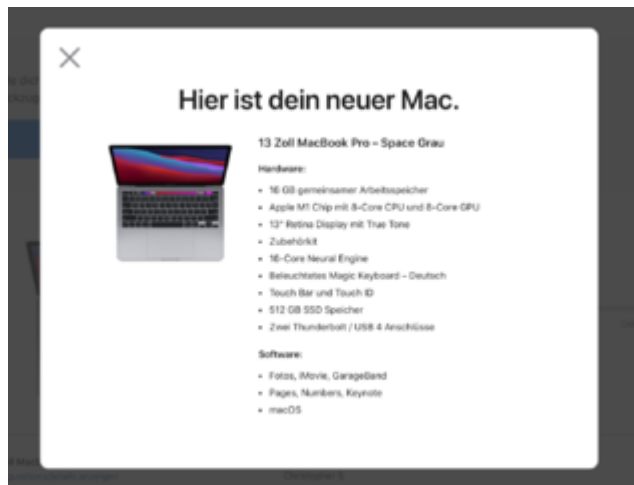 Hier ist dein neuer Mac.
13 Zoll MacBook Pro – Space Grau
Hardware:
• 16 GB gemeinsamer Arbeitsspeicher
• Apple M1 Chip mit 8-Core CPU und 8-Core GPU
• 13" Retina Display mit True Tone
• Zubehörkit
• 16-Core Neural Engine
• Beleuchtetes Magic Keyboard – Deutsch
• Touch Bar und Touch ID
• 512 GB SSD Speicher
• Zwei Thunderbolt / USB 4 Anschlüsse
Software:
• Fotos, iMovie, GarageBand
• Pages, Numbers, Keynote
• macOS